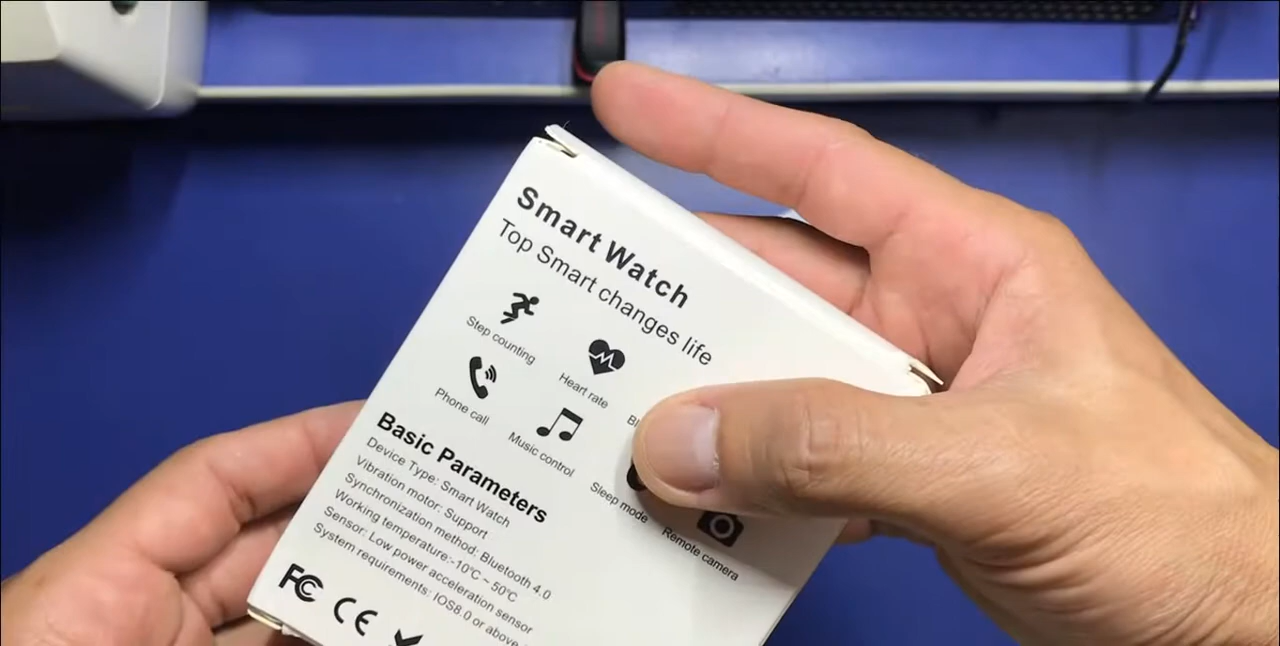 Smart Watch
Top Smart changes life
Step counting
Heart rate
Phone call
Music control
Sleep mode
Remote camera
Basic Parameters
Device Type: Smart Watch
Vibration motor: Support
Synchronization method: Bluetooth 4.0
Working temperature:-10℃ ~ 50℃
Sensor: Low power acceleration sensor
System requirements: IOS8.0 or above
FC CE